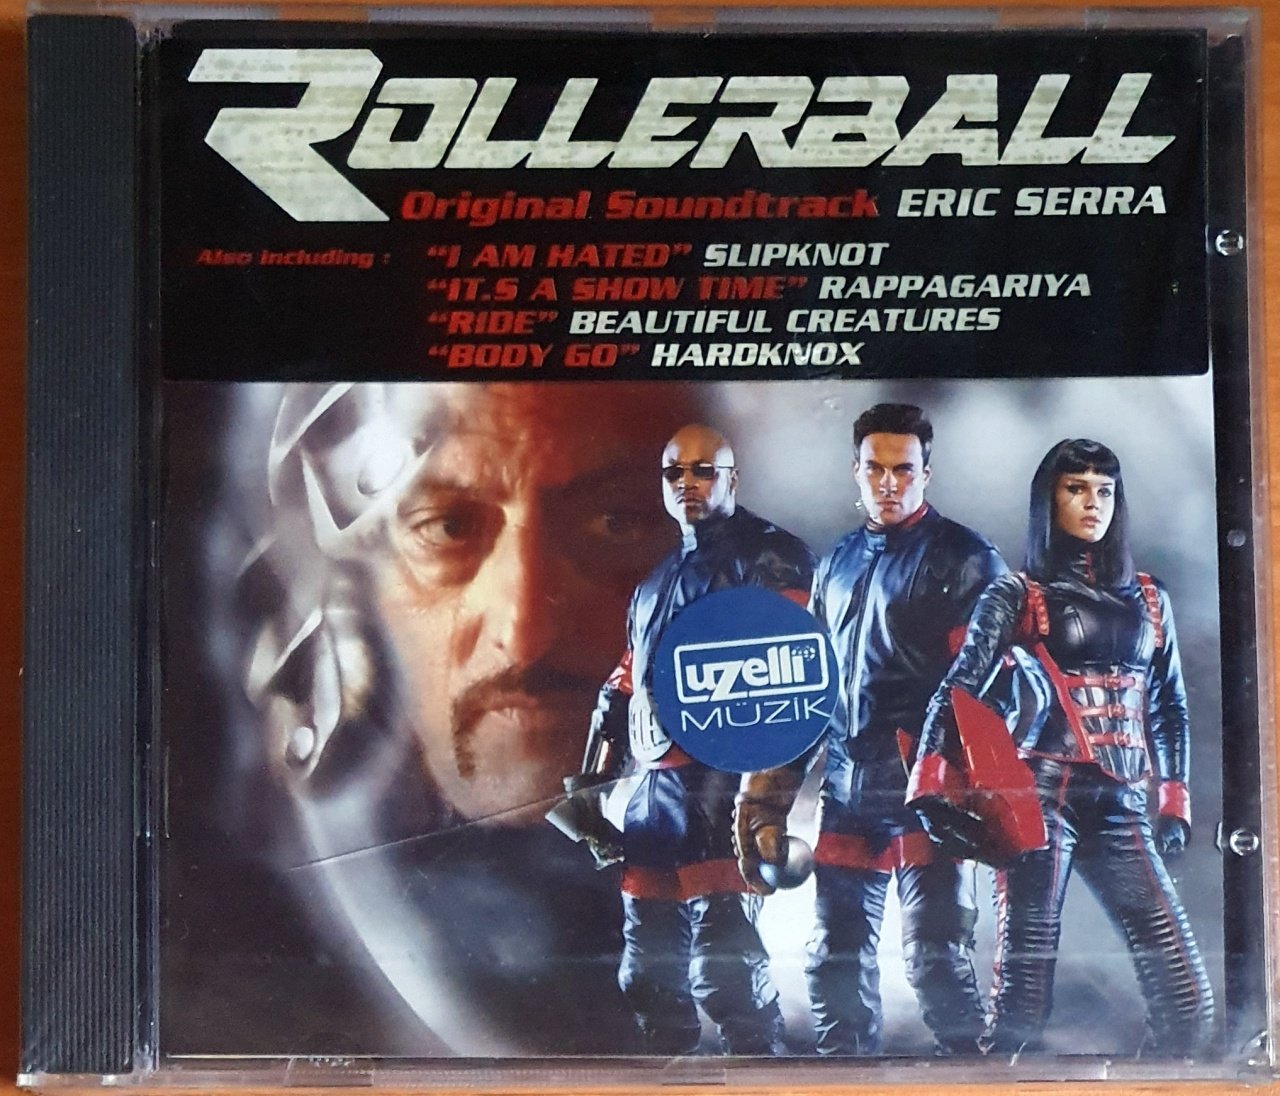 ROLLERBALL
Original Soundtrack ERIC SERRA
Also including : "I AM HATED" SLIPKNOT
"IT.S A SHOW TIME" RAPPAGARIYA
"RIDE" BEAUTIFUL CREATURES
"BODY GO" HARDKNOX
uzelli
MÜZİK